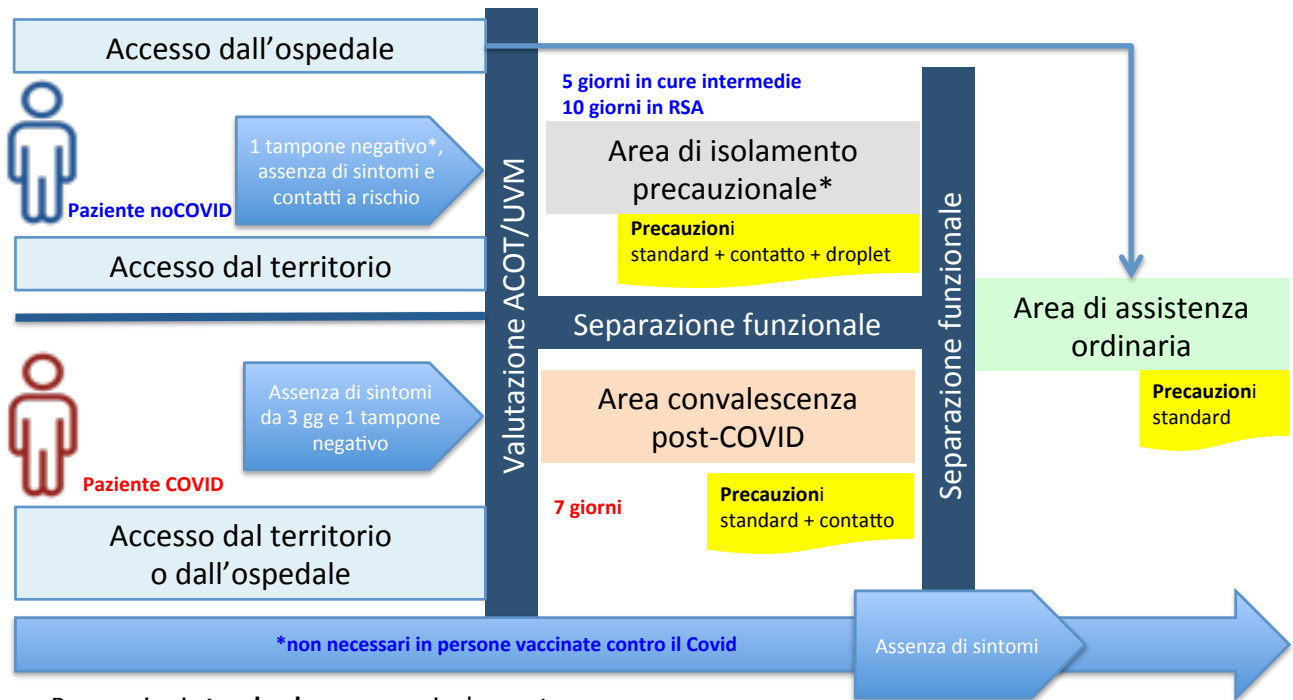 Accesso dall'ospedale
5 giorni in cure intermedie
10 giorni in RSA
1 tampone negativo*,
assenza di sintomi e
contatti a rischio
Paziente noCOVID
Accesso dal territorio
Valutazione ACOT/UVM
Area di isolamento
precauzionale*
Precauzioni
standard + contatto + droplet
Separazione funzionale
Separazione funzionale
Area di assistenza
ordinaria
Precauzioni
standard
Assenza di sintomi
da 3 gg e 1 tampone
negativo
Paziente COVID
Area convalescenza
post-COVID
7 giorni
Precauzioni
standard + contatto
Accesso dal territorio
o dall'ospedale
*non necessari in persone vaccinate contro il Covid
Assenza di sintomi